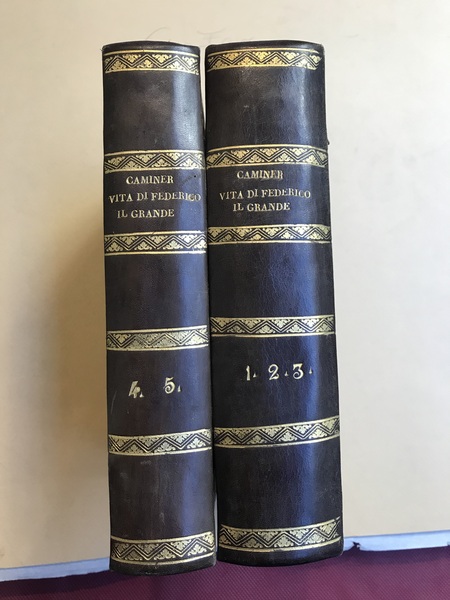 CAMINER
VITA DI FEDERICO
IL GRANDE
4. 5.
CAMINER
VITA DI FEDERICO
IL GRANDE
1. 2. 3.